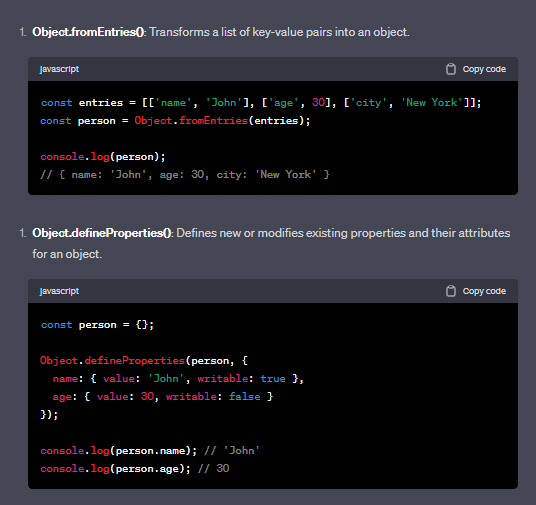 1. Object.fromEntries(): Transforms a list of key-value pairs into an object.
javascript Copy code
const entries = [['name', 'John'], ['age', 30], ['city', 'New York']];
const person = Object.fromEntries(entries);
console.log(person);
// { name: 'John', age: 30, city: 'New York' }
1. Object.defineProperties(): Defines new or modifies existing properties and their attributes
for an object.
javascript Copy code
const person = {};
Object.defineProperties(person, {
  name: { value: 'John', writable: true },
  age: { value: 30, writable: false }
});
console.log(person.name); // 'John'
console.log(person.age); // 30